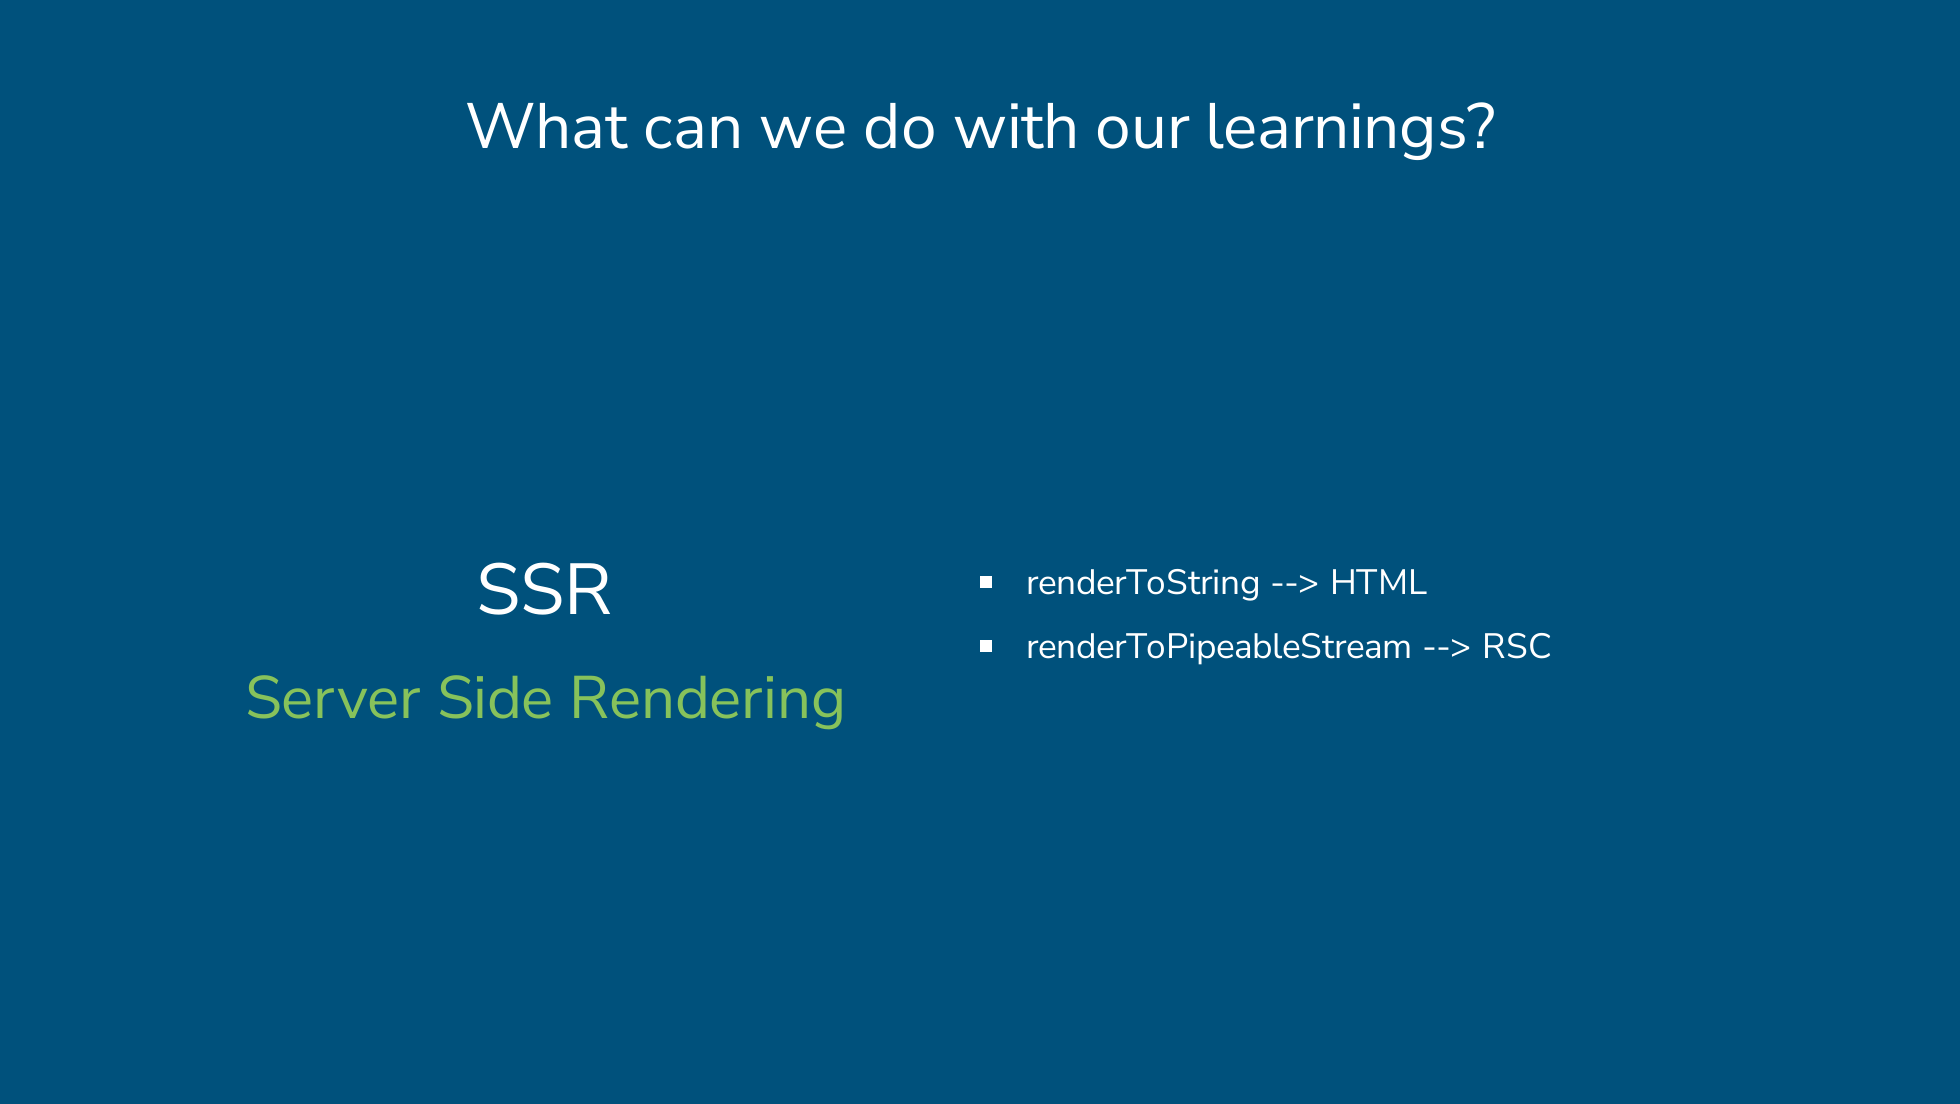 What can we do with our learnings?
SSR
Server Side Rendering
renderToString --> HTML
renderToPipeableStream --> RSC